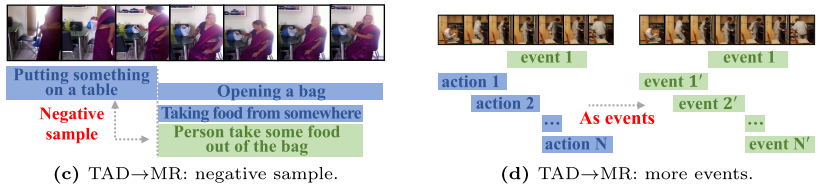 Putting something
on a table
Opening a bag
Negative
sample
Taking food from somewhere
Person take some food
out of the bag
(c) TAD→MR: negative sample.
event 1
action 1
action 2
...
action N
As events
event 1
event 1′
event 2′
...
event N′
(d) TAD→MR: more events.